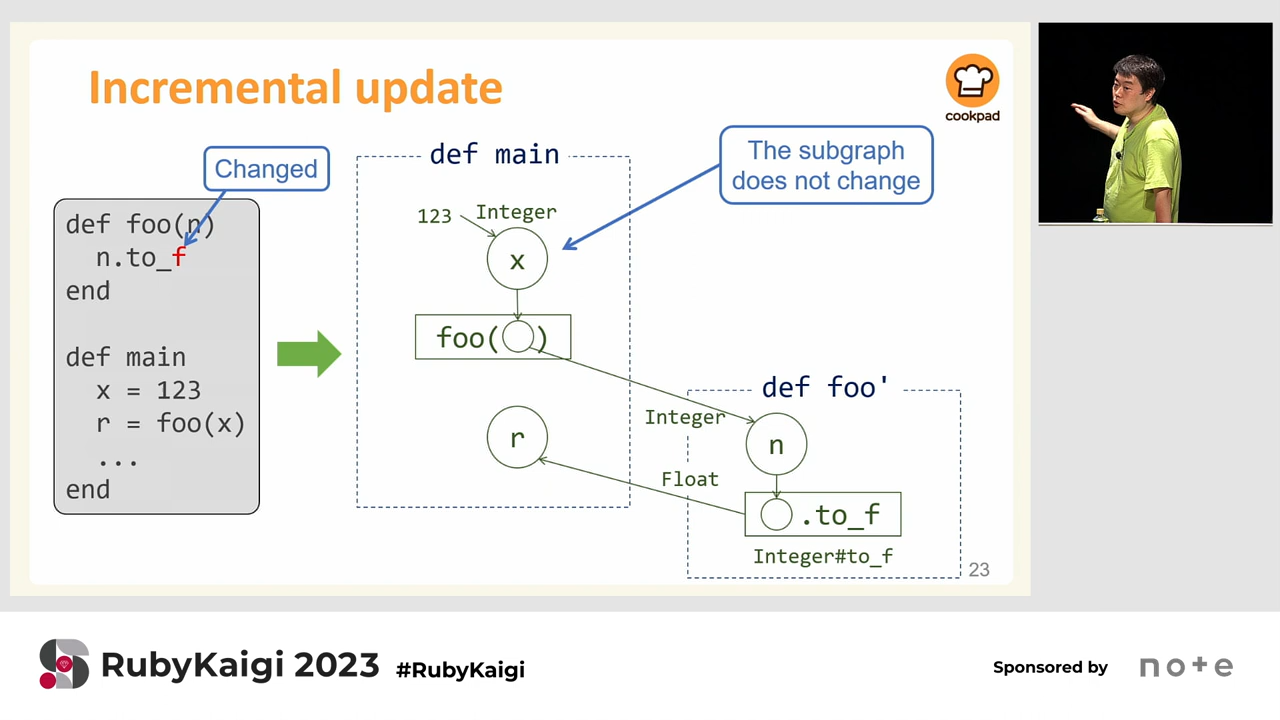 Incremental update
cookpad
Changed
def foo(n)
n.to_f
end
def main
x = 123
r = foo(x)
...
end
def main
123
Integer
x
foo( )
r
The subgraph
does not change
def foo'
Integer
n
Float
.to_f
Integer#to_f
23
RubyKaigi 2023 #RubyKaigi
Sponsored by note